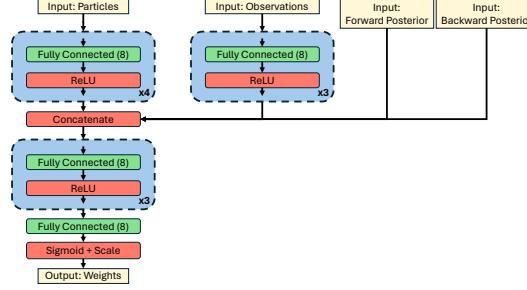 Input: Particles
Input: Observations
Input:
Forward Posterior
Input:
Backward Posterior
Fully Connected (8)
ReLU
x4
Fully Connected (8)
ReLU
x3
Concatenate
Fully Connected (8)
ReLU
x3
Fully Connected (8)
Sigmoid + Scale
Output: Weights